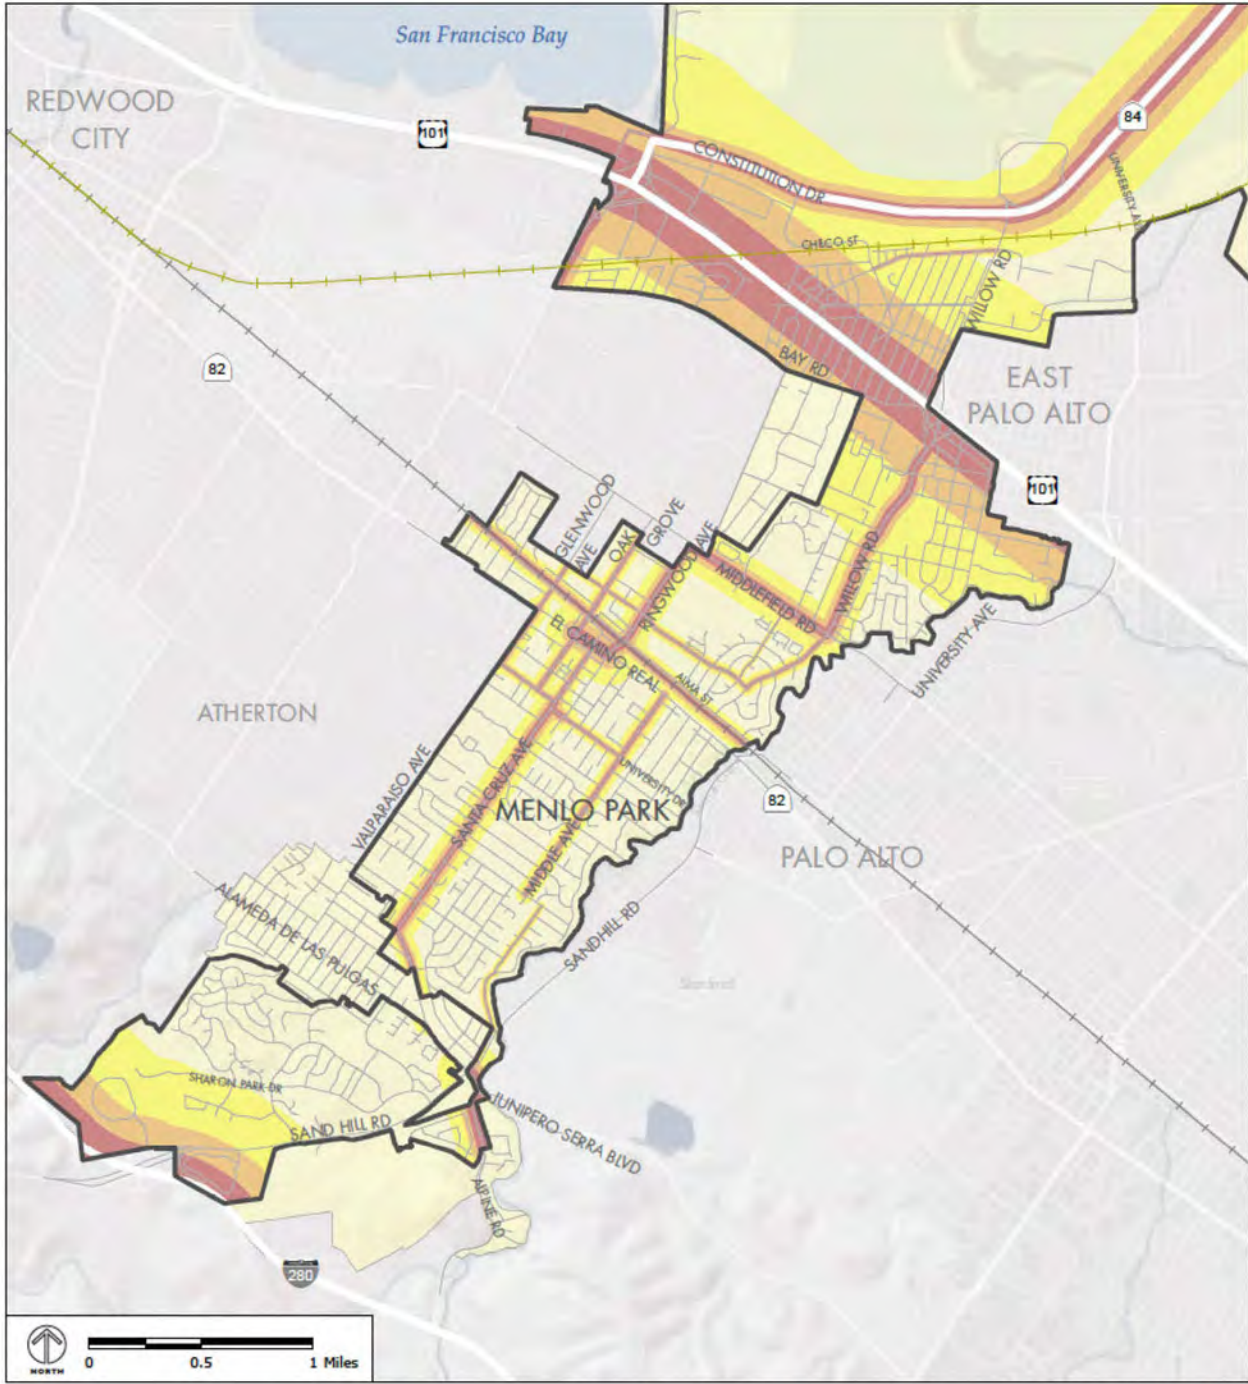 San Francisco Bay
REDWOOD
CITY
101
84
CONSTITUTION DR
UNIVERSITY AV
CHILCO ST
WILLOW RD
BAY RD
82
EAST
PALO ALTO
101
GLENWOOD
AVE
OAK
GROVE
AVE
RINGWOOD
MIDDLEFIELD RD
WILLOW RD
EL CAMINO REAL
ALMA ST
UNIVERSITY AVE
ATHERTON
VALPARAISO AVE
SANTA CRUZ AVE
UNIVERSITY DR
MENLO PARK
82
MIDDLE AVE
PALO ALTO
ALAMEDA DE LAS PULGAS
SANDHILL RD
Stanford
SHARON PARK DR
SAND HILL RD
JUNIPERO SERRA BLVD
ALPINE RD
280
NORTH
0 0.5 1 Miles